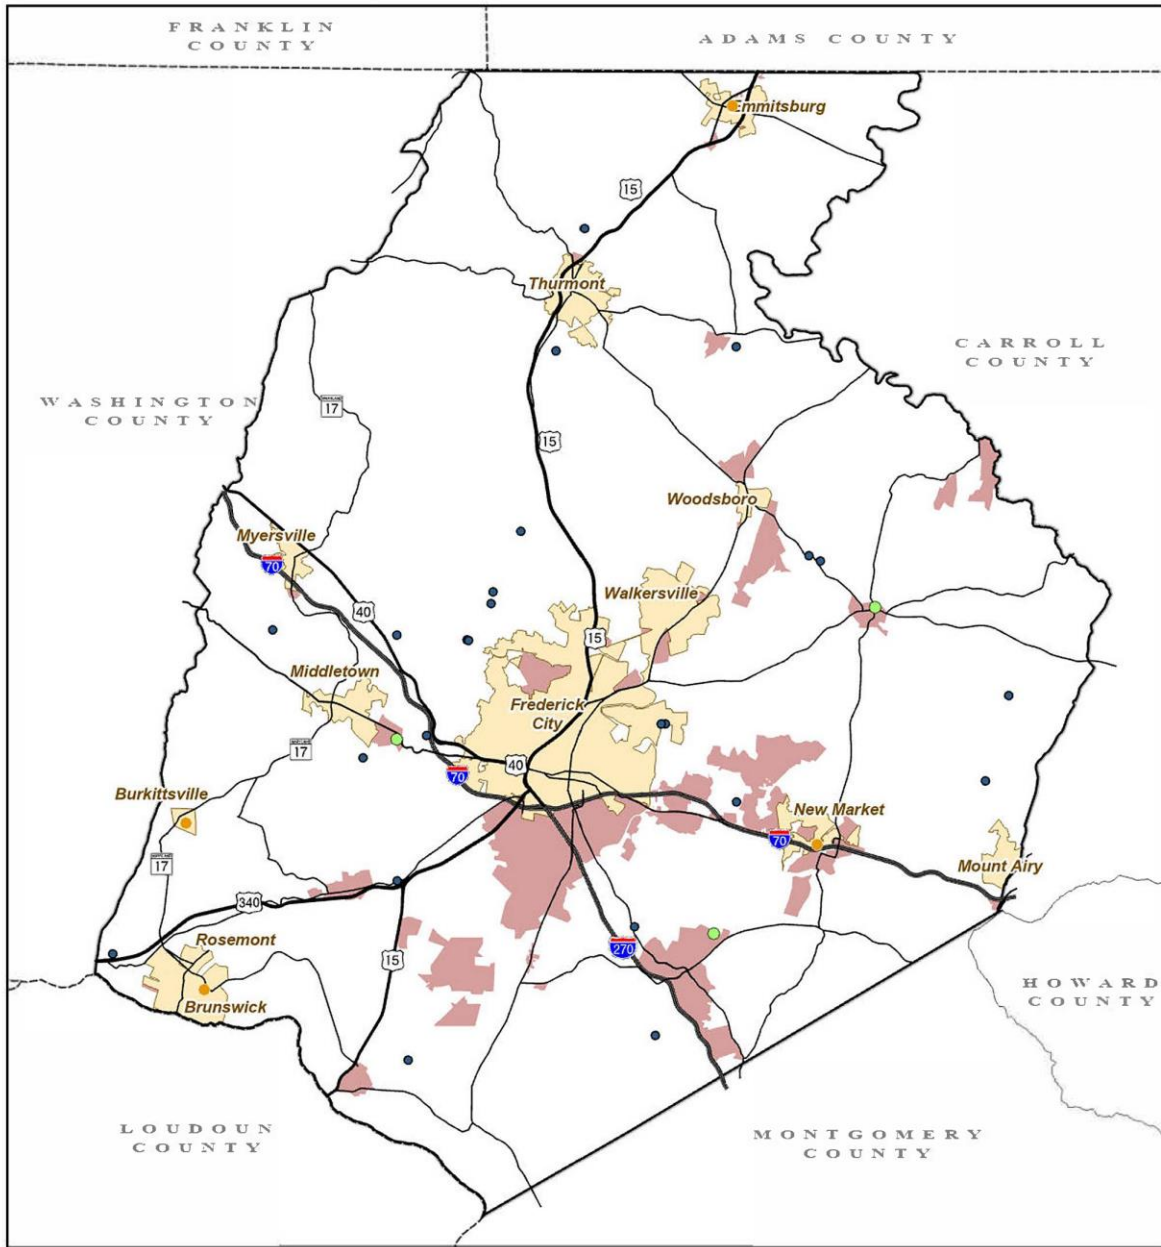 FRANKLIN
COUNTY
ADAMS COUNTY
Emmitsburg
15
Thurmont
CARROLL
COUNTY
WASHINGTON
COUNTY
17
15
Woodsboro
Myersville
70
Walkersville
40
15
Middletown
Frederick
City
17
40
70
Burkittsville
New Market
70
17
Mount Airy
340
Rosemont
270
15
HOWARD
COUNTY
Brunswick
LOUDOUN
COUNTY
MONTGOMERY
COUNTY